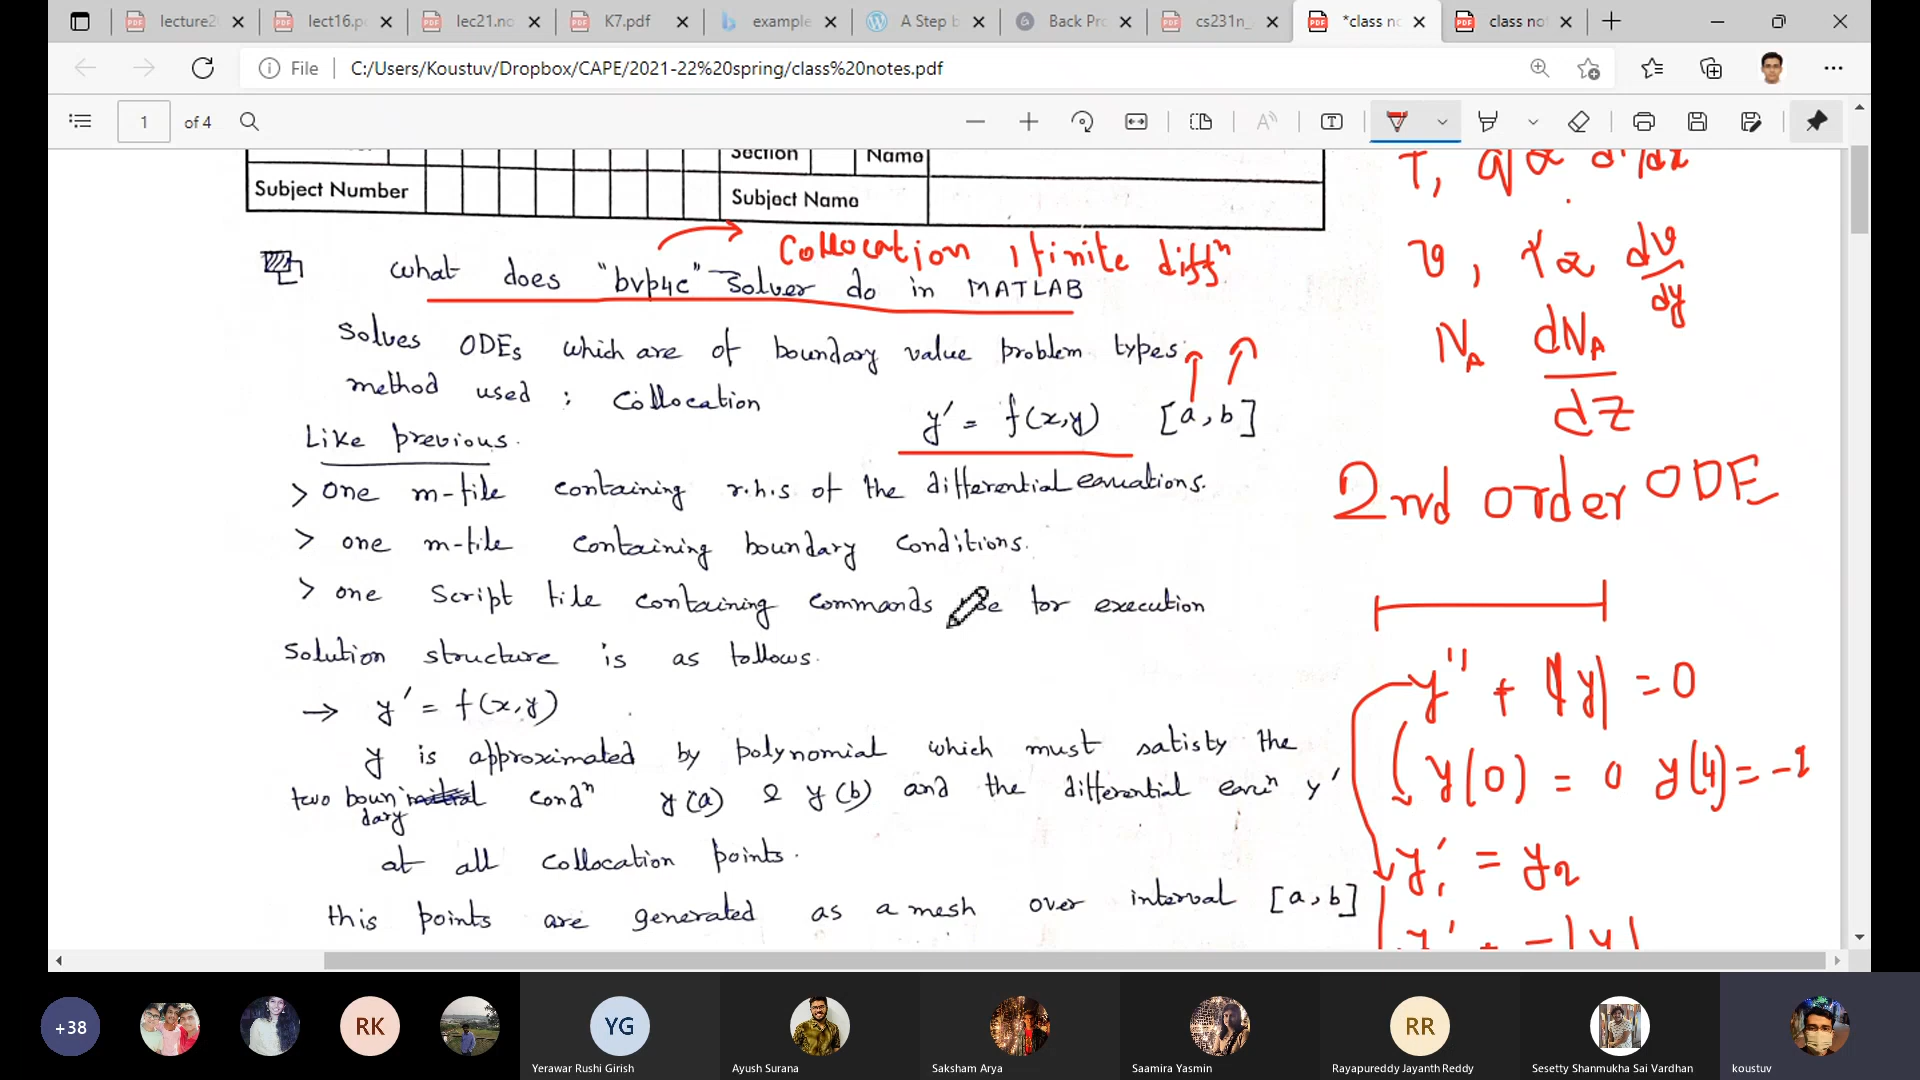 lecture2
lect16.p
lec21.no
K7.pdf
example
A Step b
Back Pro
cs231n_
*class no
class no
File
C:/Users/Koustuv/Dropbox/CAPE/2021-22%20spring/class%20notes.pdf
1 of 4
Section Name
Subject Number Subject Name
Collocation / finite diffn
what does "bvp4c" solver do in MATLAB
Solves ODEs which are of boundary value problem types.
method used : Collocation
y' = f(x,y) [a,b]
Like previous.
> One m-file containing r.h.s of the differential equations.
> one m-file containing boundary conditions.
> one script file containing commands for execution
Solution structure is as follows.
→ y' = f(x,y)
y is approximated by polynomial which must satisfy the
two boundary condn y(a) & y(b) and the differential eqn y'
at all collocation points.
this points are generated as a mesh over interval [a,b]
v, τ α dv/dy
NA dNA/dz
2nd order ODE
y'' + |y| = 0
y(0) = 0 y(4) = -2
y1' = y2
+38
RK
YG
RR
Yerawar Rushi Girish
Ayush Surana
Saksham Arya
Saamira Yasmin
Rayapureddy Jayanth Reddy
Sesetty Shanmukha Sai Vardhan
koustuv